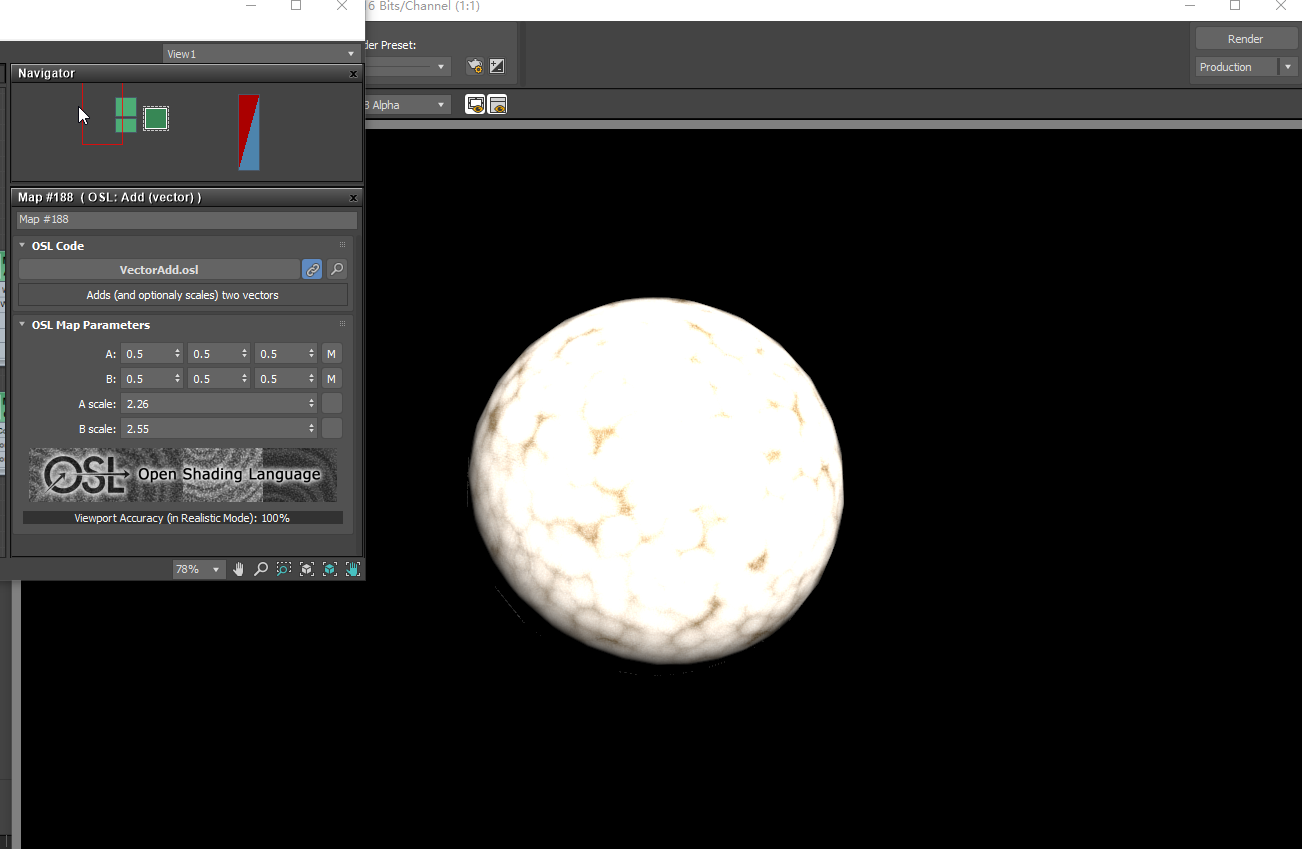 6 Bits/Channel (1:1)
der Preset:
Render
View1
Production
Navigator
x
B Alpha
Map #188 ( OSL: Add (vector) )
x
Map #188
OSL Code
VectorAdd.osl
Adds (and optionaly scales) two vectors
OSL Map Parameters
A: 0.5 0.5 0.5 M
B: 0.5 0.5 0.5 M
A scale: 2.26
B scale: 2.55
OSL Open Shading Language
Viewport Accuracy (in Realistic Mode): 100%
78%